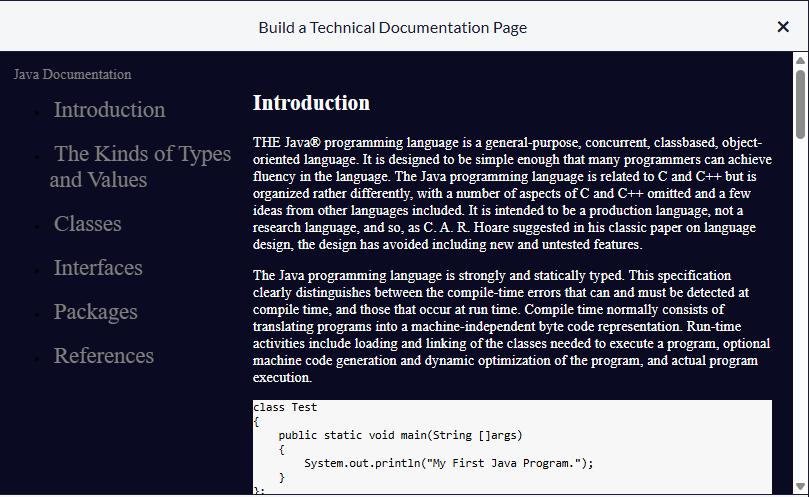 Build a Technical Documentation Page
×
Java Documentation
Introduction
The Kinds of Types
and Values
Classes
Interfaces
Packages
References
Introduction
THE Java® programming language is a general-purpose, concurrent, classbased, object-
oriented language. It is designed to be simple enough that many programmers can achieve
fluency in the language. The Java programming language is related to C and C++ but is
organized rather differently, with a number of aspects of C and C++ omitted and a few
ideas from other languages included. It is intended to be a production language, not a
research language, and so, as C. A. R. Hoare suggested in his classic paper on language
design, the design has avoided including new and untested features.
The Java programming language is strongly and statically typed. This specification
clearly distinguishes between the compile-time errors that can and must be detected at
compile time, and those that occur at run time. Compile time normally consists of
translating programs into a machine-independent byte code representation. Run-time
activities include loading and linking of the classes needed to execute a program, optional
machine code generation and dynamic optimization of the program, and actual program
execution.
class Test
{
    public static void main(String []args)
    {
        System.out.println("My First Java Program.");
    }
};